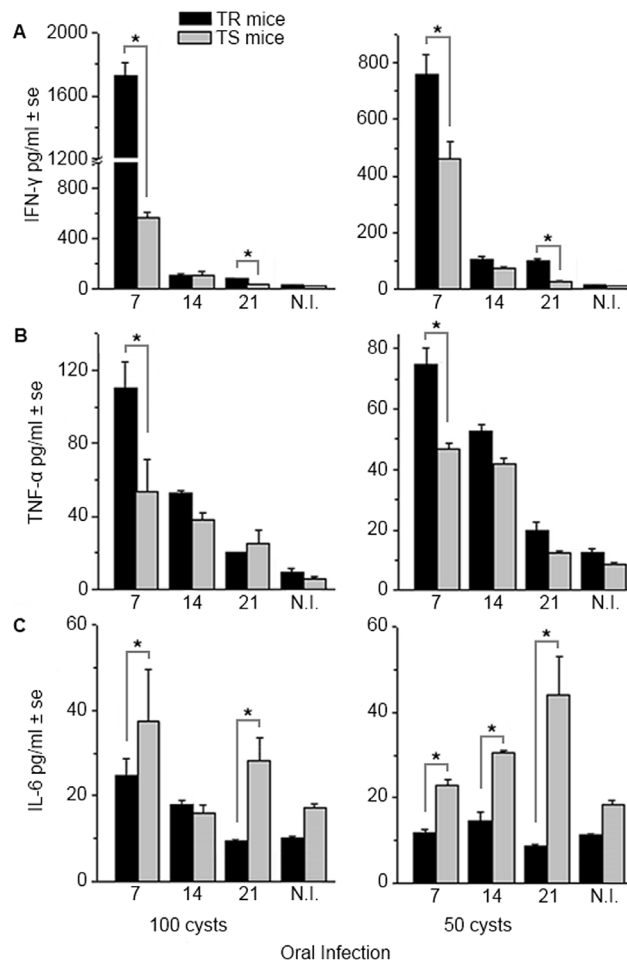 TR mice
TS mice
A
IFN-γ pg/ml ± se
2000
1600
1200
600
400
0
*
*
7 14 21 N.I.
800
600
400
200
0
*
*
7 14 21 N.I.
B
TNF-α pg/ml ± se
120
80
40
0
*
7 14 21 N.I.
80
60
40
20
0
*
7 14 21 N.I.
C
IL-6 pg/ml ± se
60
40
20
0
*
*
7 14 21 N.I.
60
40
20
0
*
*
*
7 14 21 N.I.
100 cysts
50 cysts
Oral Infection